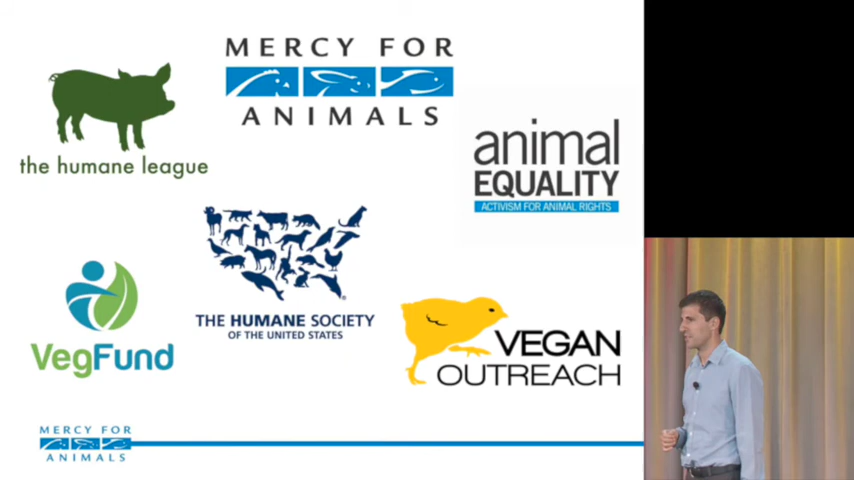 MERCY FOR
ANIMALS
the humane league
animal
EQUALITY
ACTIVISM FOR ANIMAL RIGHTS
THE HUMANE SOCIETY
OF THE UNITED STATES
VegFund
VEGAN
OUTREACH
MERCY FOR
ANIMALS